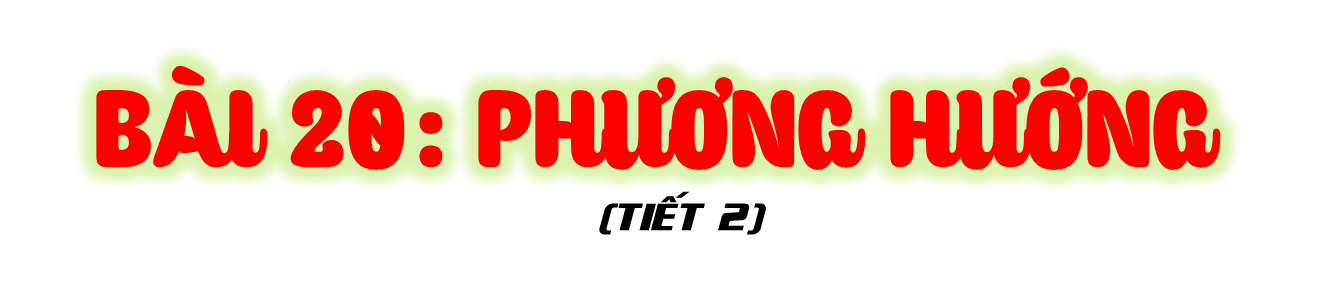 BÀI 20: PHƯƠNG HƯỚNG
(TIẾT 2)